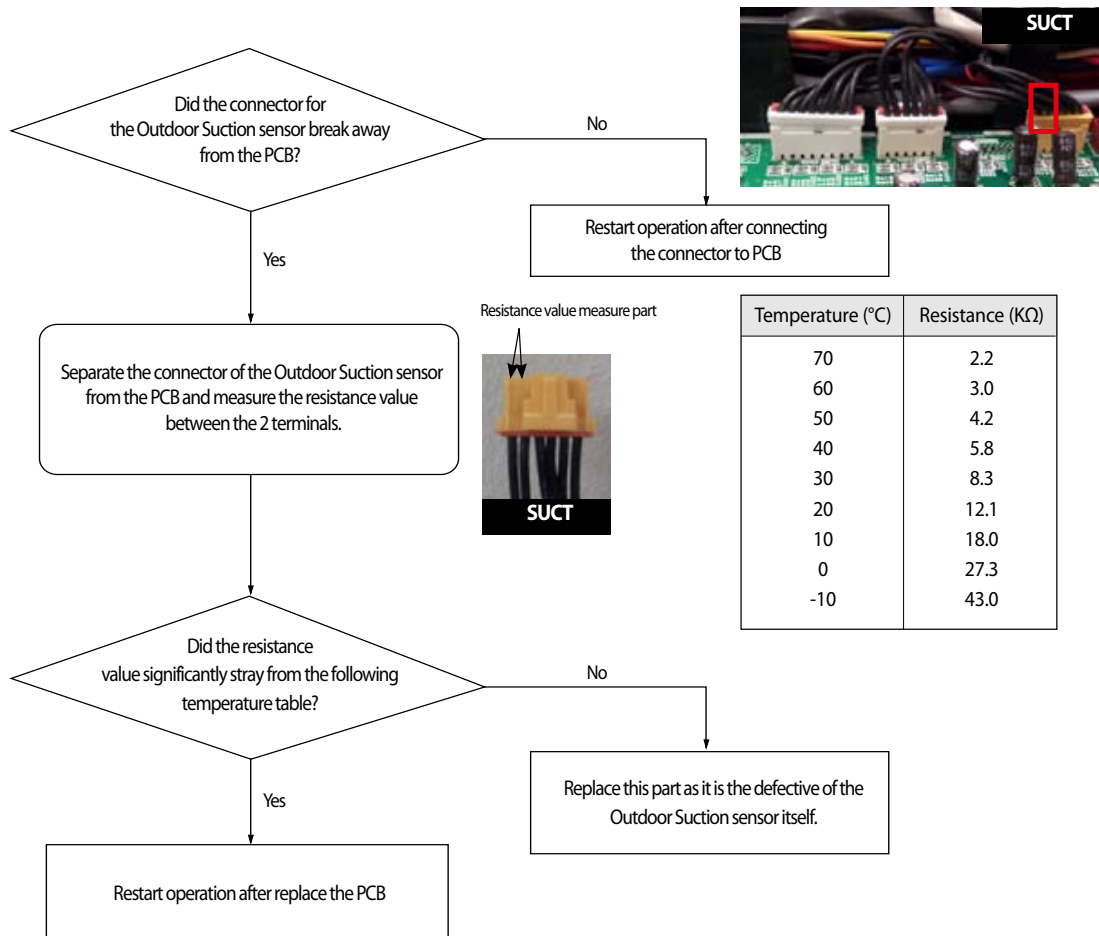 SUCT
Did the connector for
the Outdoor Suction sensor break away
from the PCB?
No
Restart operation after connecting
the connector to PCB
Yes
Resistance value measure part
Separate the connector of the Outdoor Suction sensor
from the PCB and measure the resistance value
between the 2 terminals.
SUCT
Temperature (°C) Resistance (KΩ)
70 2.2
60 3.0
50 4.2
40 5.8
30 8.3
20 12.1
10 18.0
0 27.3
-10 43.0
Did the resistance
value significantly stray from the following
temperature table?
No
Replace this part as it is the defective of the
Outdoor Suction sensor itself.
Yes
Restart operation after replace the PCB